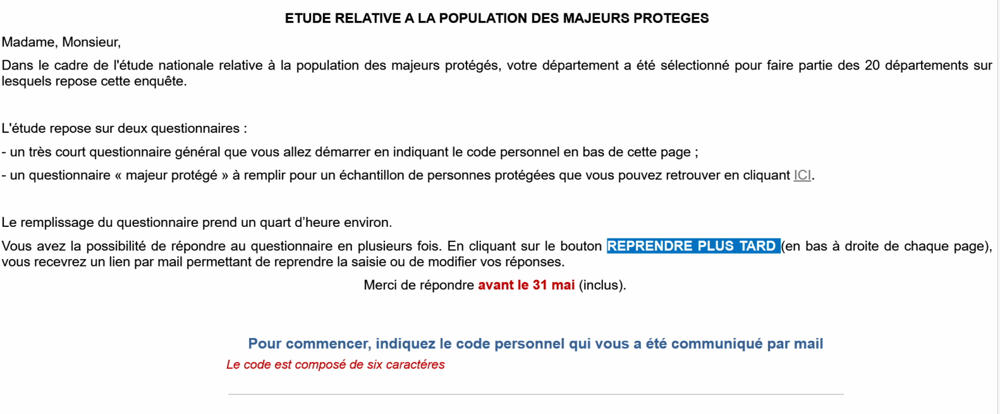 ETUDE RELATIVE A LA POPULATION DES MAJEURS PROTEGES
Madame, Monsieur,
Dans le cadre de l'étude nationale relative à la population des majeurs protégés, votre département a été sélectionné pour faire partie des 20 départements sur
lesquels repose cette enquête.
L'étude repose sur deux questionnaires :
- un très court questionnaire général que vous allez démarrer en indiquant le code personnel en bas de cette page ;
- un questionnaire « majeur protégé » à remplir pour un échantillon de personnes protégées que vous pouvez retrouver en cliquant ICI.
Le remplissage du questionnaire prend un quart d’heure environ.
Vous avez la possibilité de répondre au questionnaire en plusieurs fois. En cliquant sur le bouton REPRENDRE PLUS TARD (en bas à droite de chaque page),
vous recevrez un lien par mail permettant de reprendre la saisie ou de modifier vos réponses.
Merci de répondre avant le 31 mai (inclus).
Pour commencer, indiquez le code personnel qui vous a été communiqué par mail
Le code est composé de six caractéres